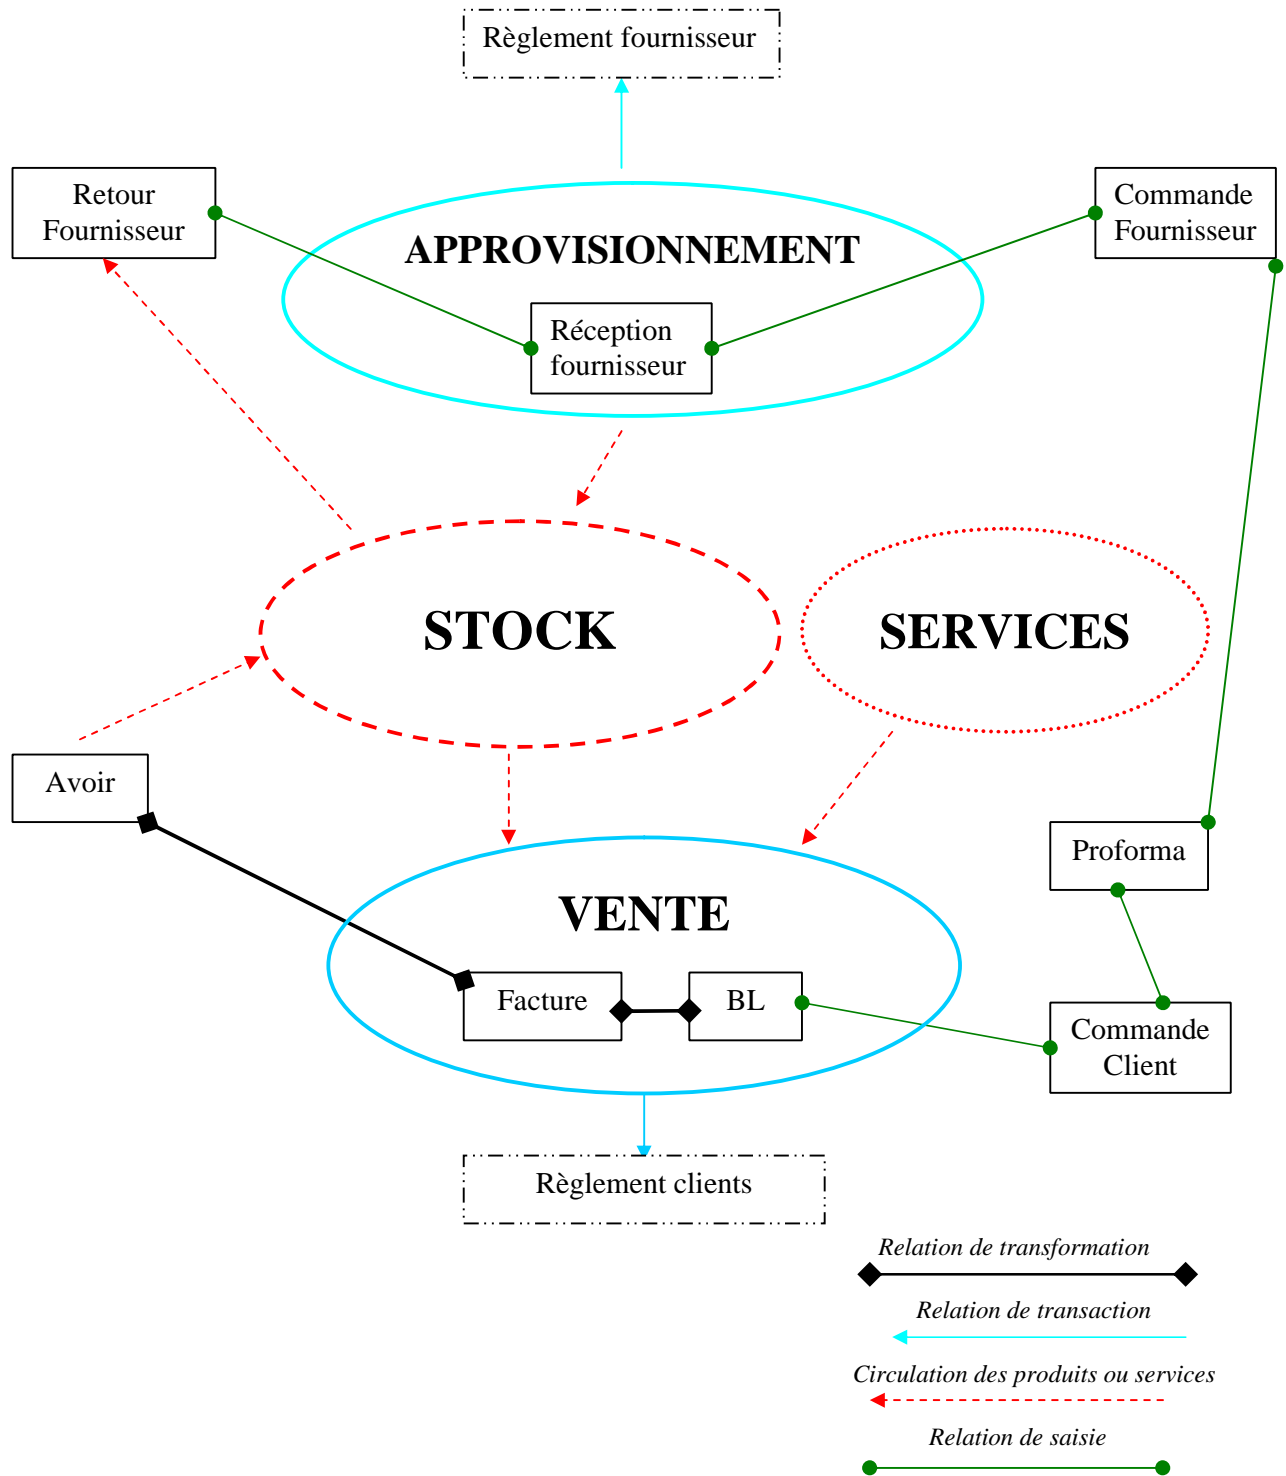 Règlement fournisseur
Retour
Fournisseur
Commande
Fournisseur
APPROVISIONNEMENT
Réception
fournisseur
STOCK
SERVICES
Avoir
Proforma
VENTE
Facture
BL
Commande
Client
Règlement clients
Relation de transformation
Relation de transaction
Circulation des produits ou services
Relation de saisie